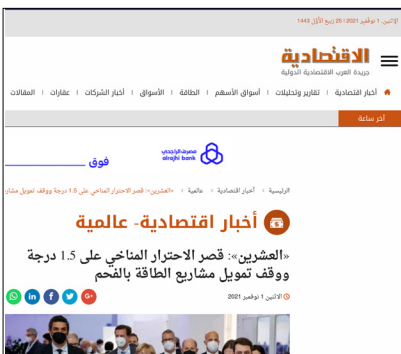 الإثنين, 1 نوفمبر 2021 | 25 ربيع الأول 1443
الاقتصادية
جريدة العرب الاقتصادية الدولية
أخبار اقتصادية | تقارير وتحليلات | أسواق الأسهم | الطاقة | الأسواق | أخبار الشركات | عقارات | المقالات
آخر ساعة
مصرف الراجحي
alrajhi bank
فوق
الرئيسية > أخبار اقتصادية > عالمية > «العشرين»: قصر الاحترار المناخي على 1.5 درجة ووقف تمويل
أخبار اقتصادية- عالمية
«العشرين»: قصر الاحترار المناخي على 1.5 درجة
ووقف تمويل مشاريع الطاقة بالفحم
الاثنين 1 نوفمبر 2021